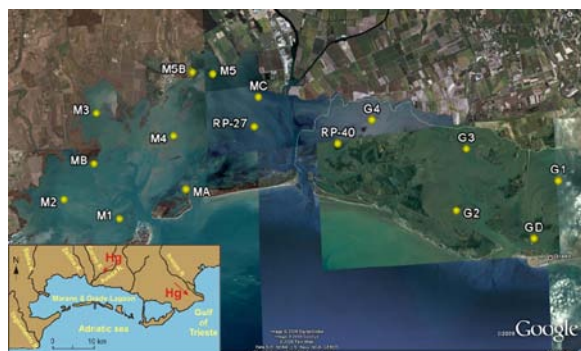 M5B
M5
MC
M3
G4
RP-27
M4
RP-40
G3
MB
G1
MA
M2
M1
G2
GD
N
Hg
Hg
Marano & Grado Lagoon
Gulf
of
Trieste
Adriatic sea
0
10 km
©2009 Google